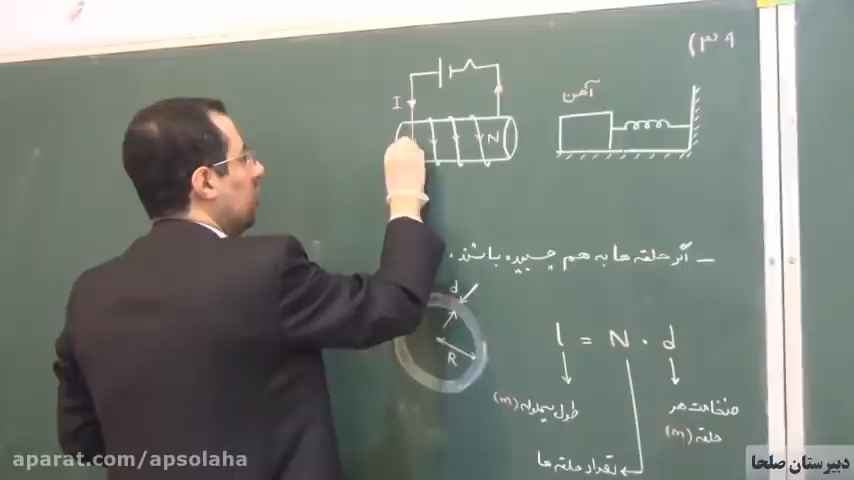 ۳۹)
آهن
I
N
– اگر حلقه ها به هم چسبیده باشند.
d
R
l = N . d
طول سیملوله (m)
ضخامت هر
حلقه (m)
تعداد حلقه ها
aparat.com/apsolaha
دبیرستان صلحا